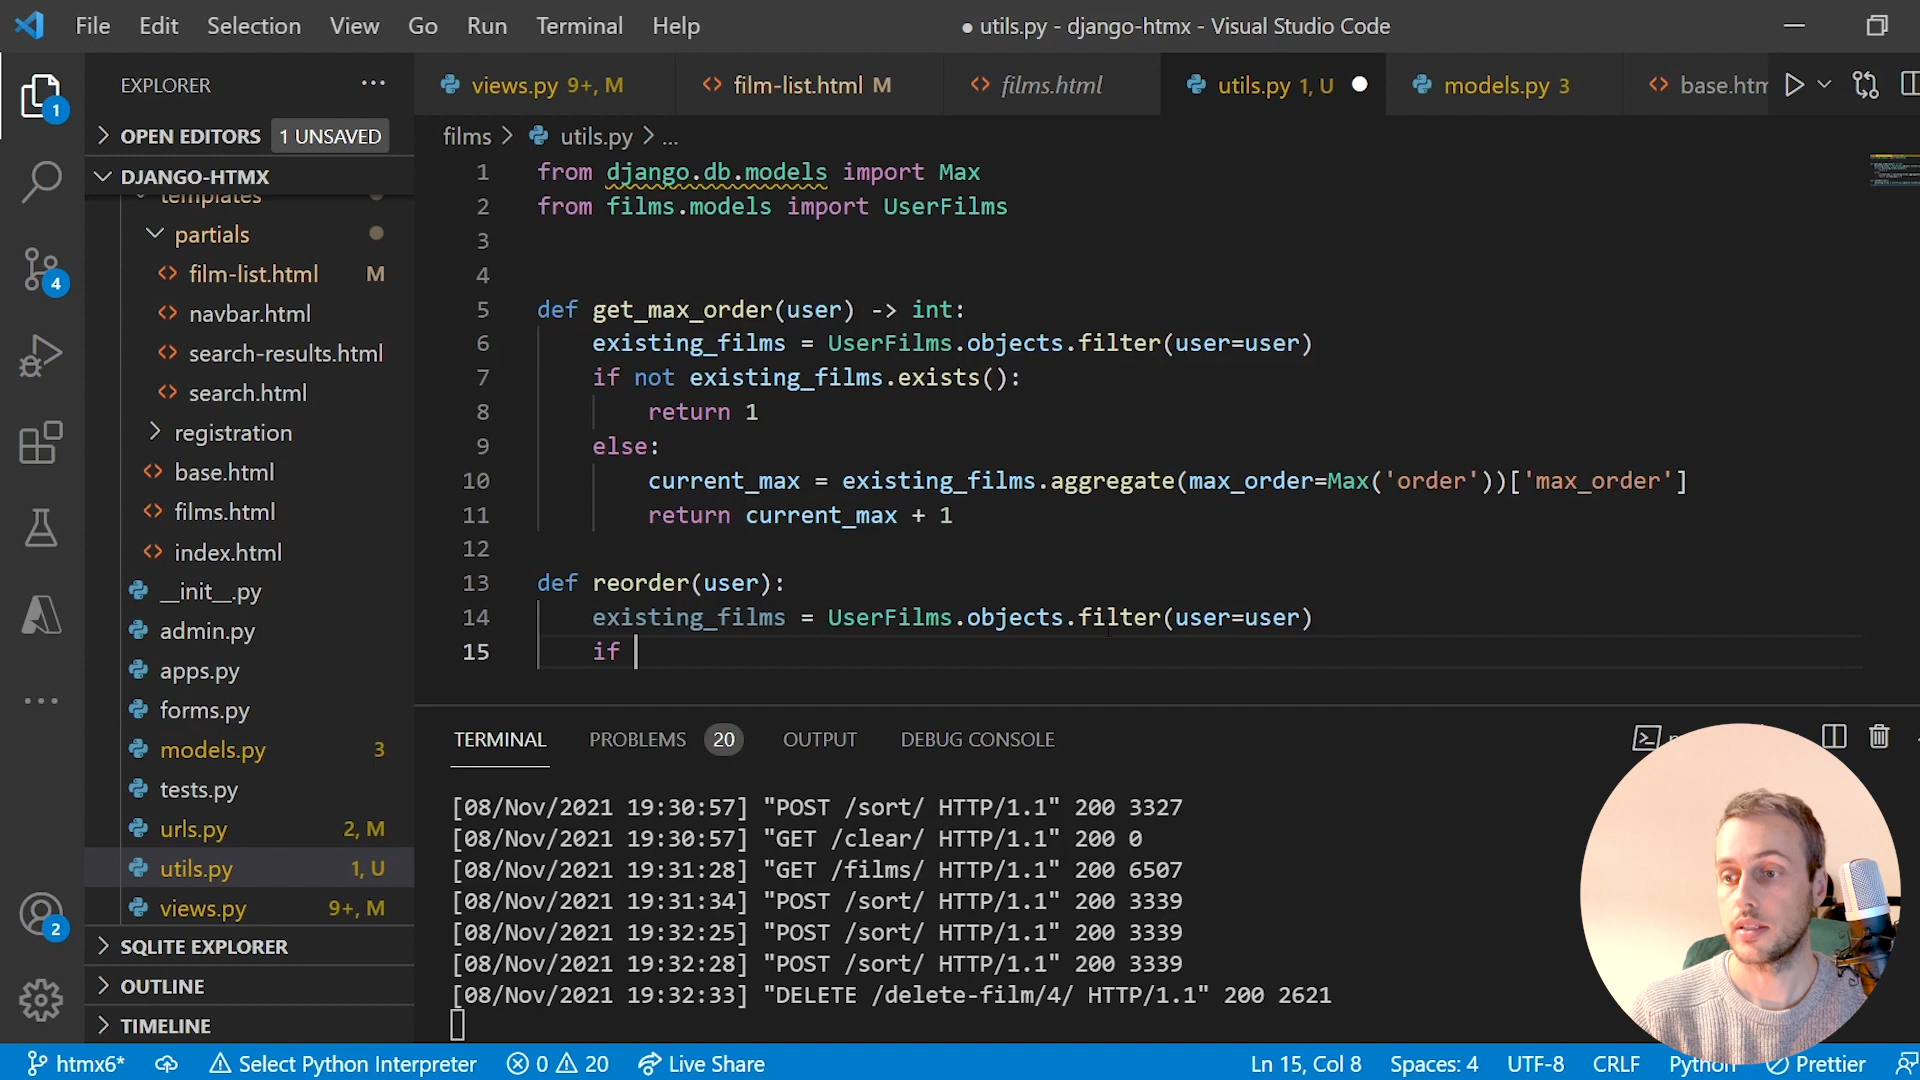 File Edit Selection View Go Run Terminal Help
● utils.py - django-htmx - Visual Studio Code
EXPLORER
OPEN EDITORS 1 UNSAVED
DJANGO-HTMX
templates
partials
film-list.html M
navbar.html
search-results.html
search.html
registration
base.html
films.html
index.html
__init__.py
admin.py
apps.py
forms.py
models.py 3
tests.py
urls.py 2, M
utils.py 1, U
views.py 9+, M
SQLITE EXPLORER
OUTLINE
TIMELINE
1
4
2
views.py 9+, M film-list.html M films.html utils.py 1, U models.py 3 base.htm
films > utils.py > ...
1 from django.db.models import Max
2 from films.models import UserFilms
3
4
5 def get_max_order(user) -> int:
6 existing_films = UserFilms.objects.filter(user=user)
7 if not existing_films.exists():
8 return 1
9 else:
10 current_max = existing_films.aggregate(max_order=Max('order'))['max_order']
11 return current_max + 1
12
13 def reorder(user):
14 existing_films = UserFilms.objects.filter(user=user)
15 if
TERMINAL PROBLEMS 20 OUTPUT DEBUG CONSOLE
[08/Nov/2021 19:30:57] "POST /sort/ HTTP/1.1" 200 3327
[08/Nov/2021 19:30:57] "GET /clear/ HTTP/1.1" 200 0
[08/Nov/2021 19:31:28] "GET /films/ HTTP/1.1" 200 6507
[08/Nov/2021 19:31:34] "POST /sort/ HTTP/1.1" 200 3339
[08/Nov/2021 19:32:25] "POST /sort/ HTTP/1.1" 200 3339
[08/Nov/2021 19:32:28] "POST /sort/ HTTP/1.1" 200 3339
[08/Nov/2021 19:32:33] "DELETE /delete-film/4/ HTTP/1.1" 200 2621
htmx6* Select Python Interpreter 0 20 Live Share Ln 15, Col 8 Spaces: 4 UTF-8 CRLF Python Prettier